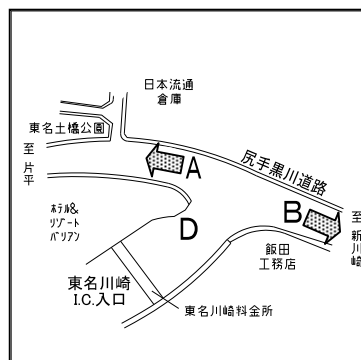 日本流通
倉庫
東名土橋公園
至片平
A
尻手黒川道路
ホテル&
リゾート
バリアン
D
B
至新川崎
飯田
工務店
東名川崎
I.C.入口
東名川崎料金所